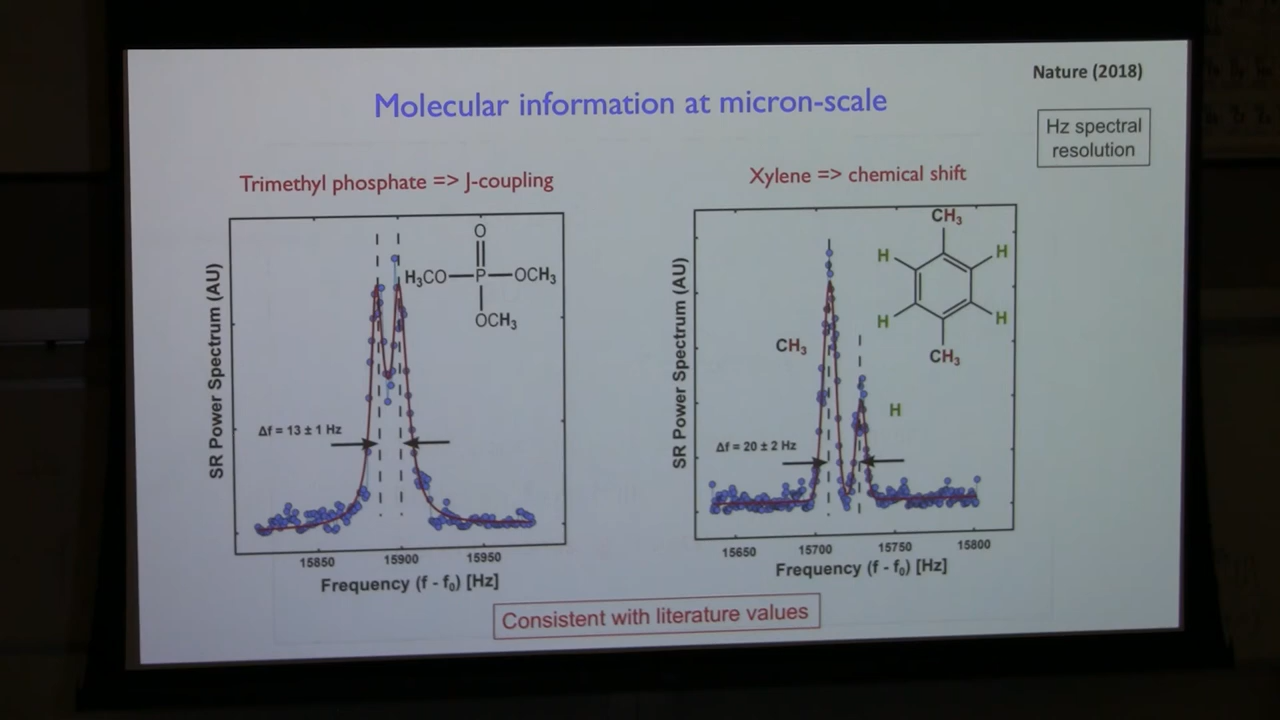 Nature (2018)
Molecular information at micron-scale
Hz spectral
resolution
Trimethyl phosphate => J-coupling
SR Power Spectrum (AU)
O
H₃CO—P—OCH₃
OCH₃
Δf = 13 ± 1 Hz
15850 15900 15950
Frequency (f - f₀) [Hz]
Xylene => chemical shift
SR Power Spectrum (AU)
CH₃
H H
H H
CH₃
CH₃
H
Δf = 20 ± 2 Hz
15650 15700 15750 15800
Frequency (f - f₀) [Hz]
Consistent with literature values